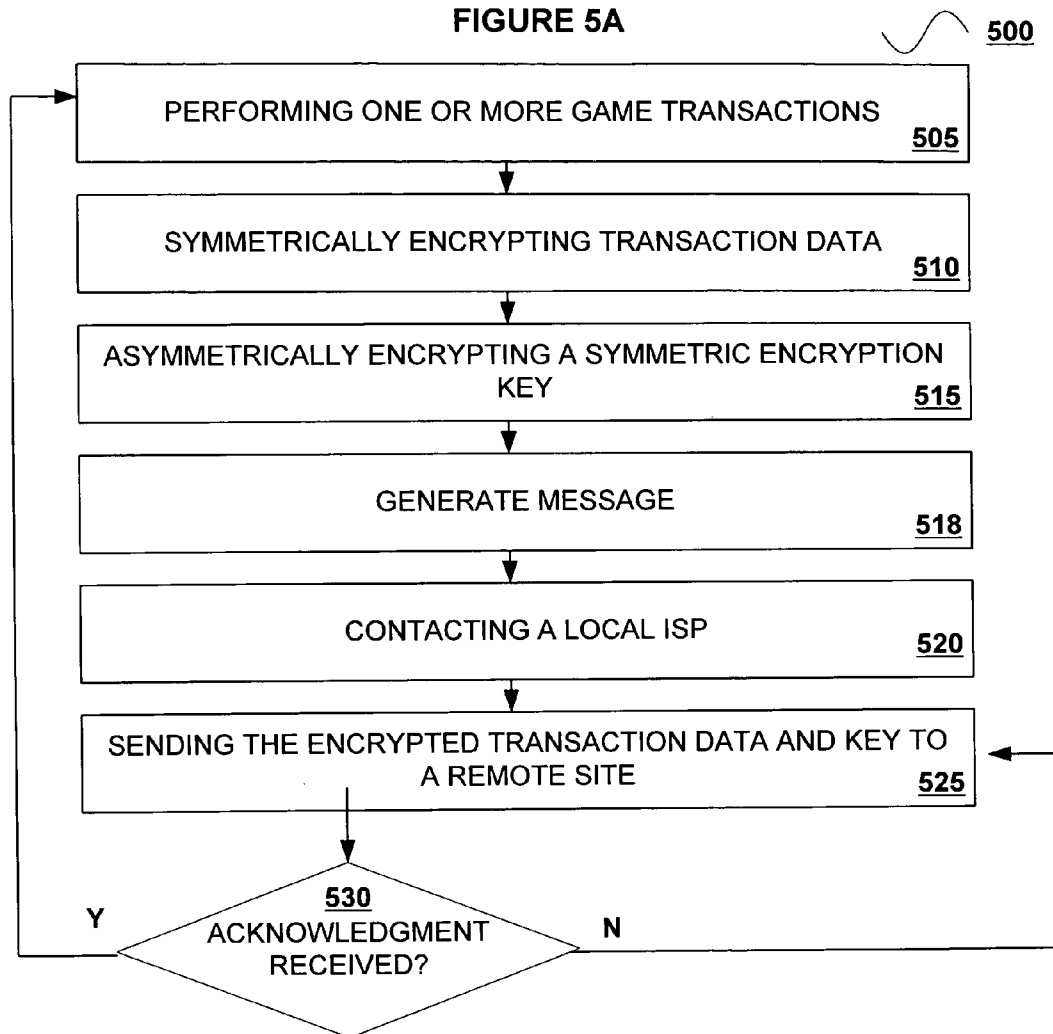 FIGURE 5A
500
PERFORMING ONE OR MORE GAME TRANSACTIONS
505
SYMMETRICALLY ENCRYPTING TRANSACTION DATA
510
ASYMMETRICALLY ENCRYPTING A SYMMETRIC ENCRYPTION
KEY
515
GENERATE MESSAGE
518
CONTACTING A LOCAL ISP
520
SENDING THE ENCRYPTED TRANSACTION DATA AND KEY TO
A REMOTE SITE
525
530
Y
ACKNOWLEDGMENT
N
RECEIVED?